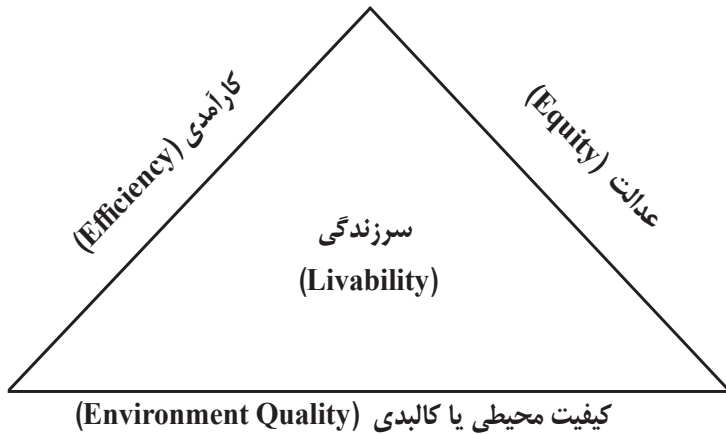 کارآمدی (Efficiency)
عدالت (Equity)
سرزندگی
(Livability)
کیفیت محیطی یا کالبدی (Environment Quality)